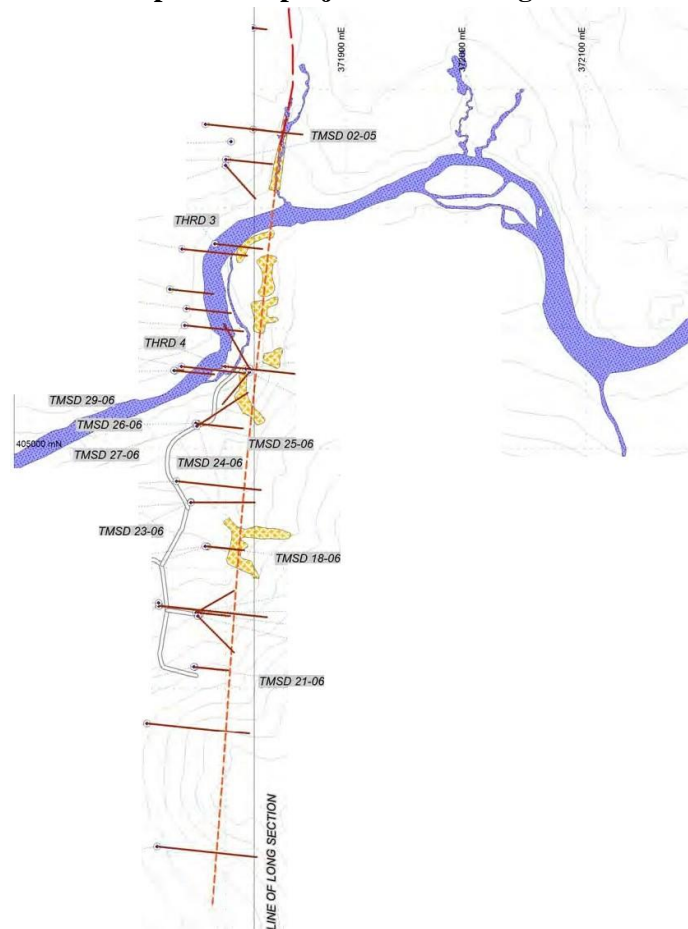 371900 mE
372000 mE
372100 mE
TMSD 02-05
THRD 3
THRD 4
TMSD 29-06
TMSD 26-06
405000 mN
TMSD 27-06
TMSD 25-06
TMSD 24-06
TMSD 23-06
TMSD 18-06
TMSD 21-06
LINE OF LONG SECTION